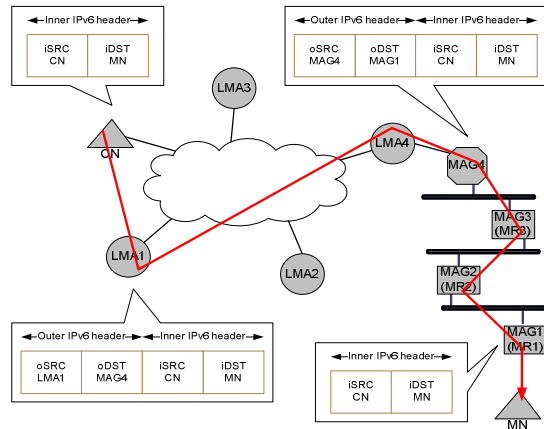 Inner IPv6 header
iSRC CN
iDST MN
Outer IPv6 header
Inner IPv6 header
oSRC MAG4
oDST MAG1
iSRC CN
iDST MN
LMA3
CN
LMA4
MAG4
MAG3 (MR3)
LMA1
LMA2
MAG2 (MR2)
MAG1 (MR1)
Outer IPv6 header
Inner IPv6 header
oSRC LMA1
oDST MAG4
iSRC CN
iDST MN
Inner IPv6 header
iSRC CN
iDST MN
MN